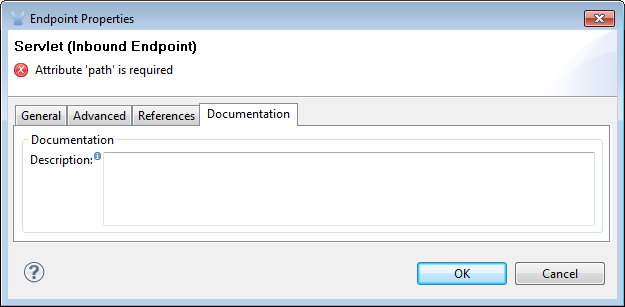 Endpoint Properties
Servlet (Inbound Endpoint)
Attribute 'path' is required
General Advanced References Documentation
Documentation
Description:
OK Cancel